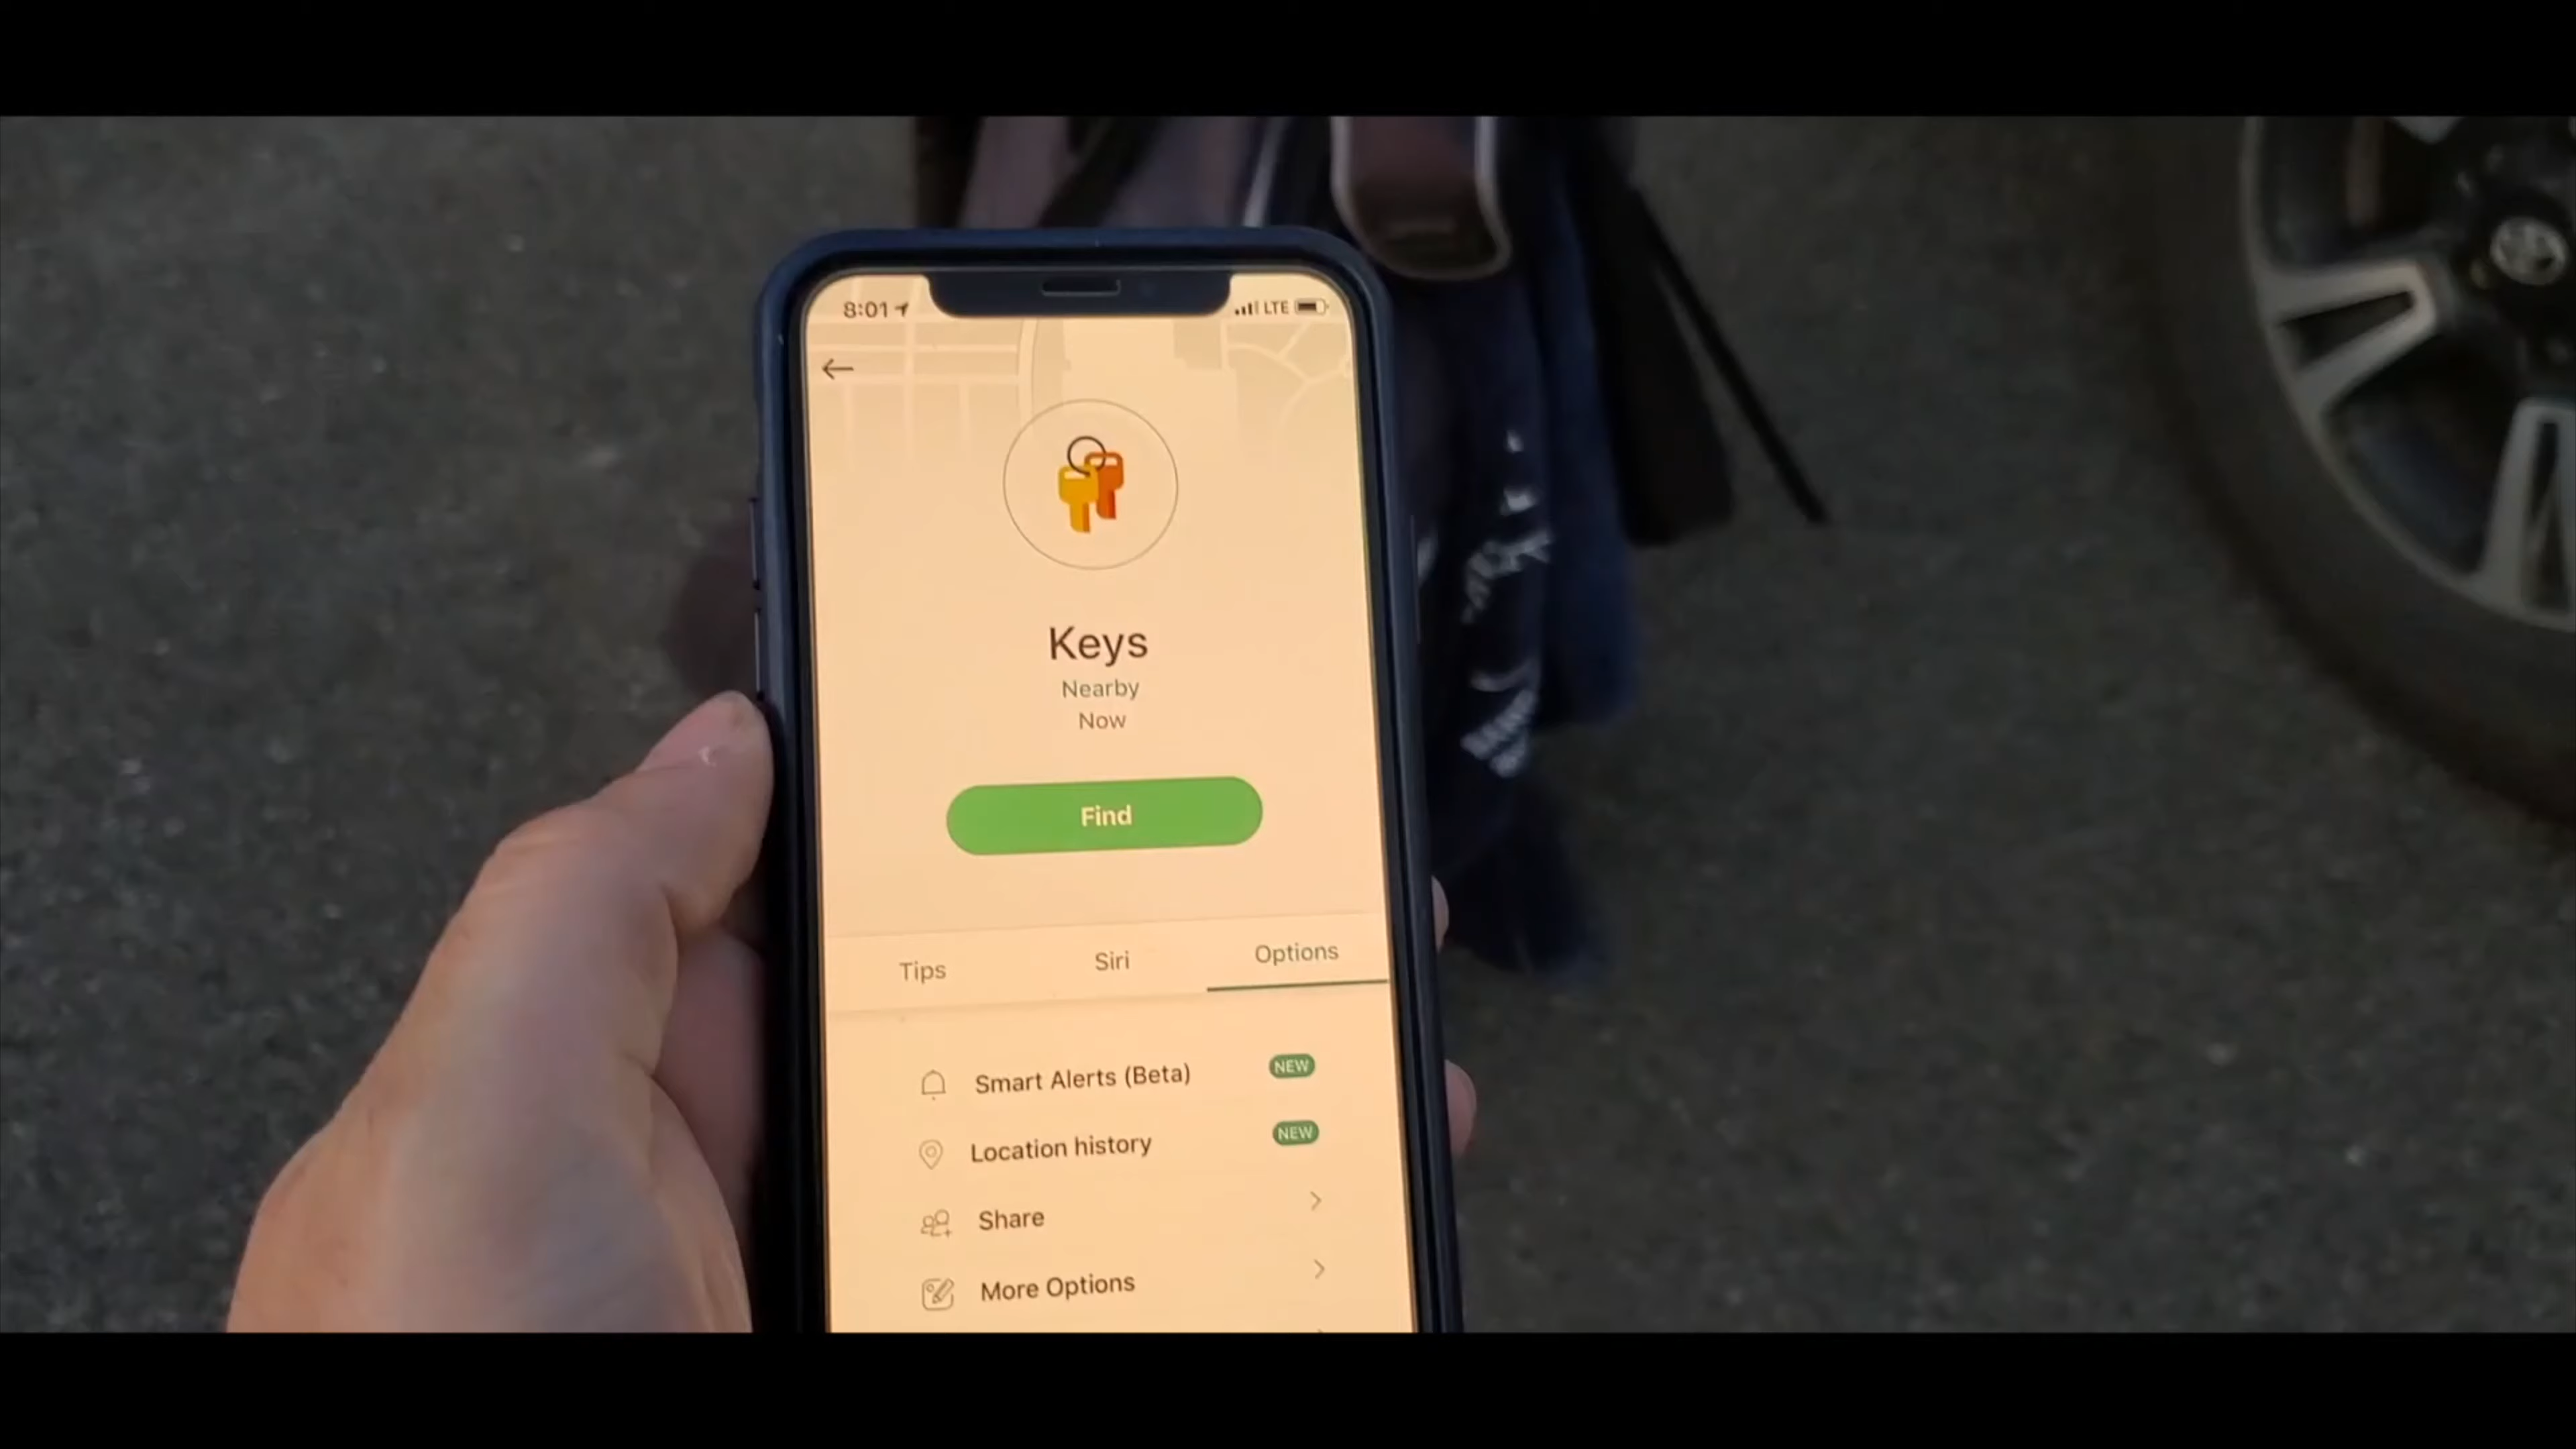 8:01
LTE
Keys
Nearby
Now
Find
Tips Siri Options
Smart Alerts (Beta) NEW
Location history NEW
Share
More Options